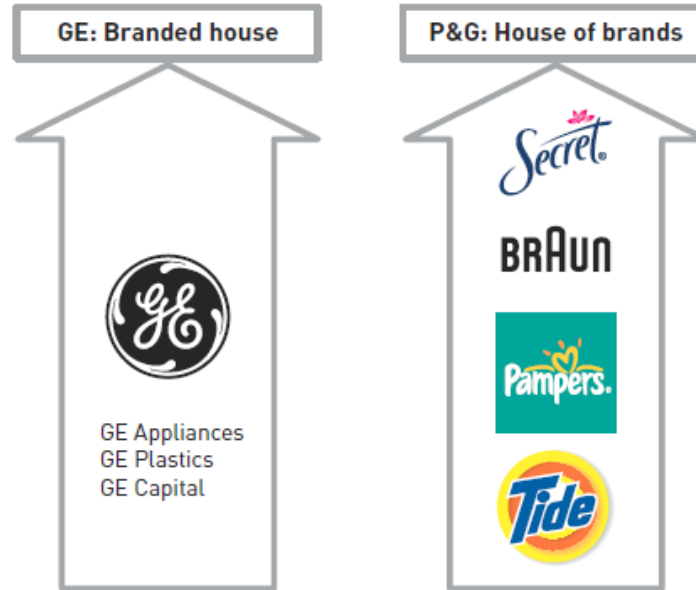 GE: Branded house
GE
GE Appliances
GE Plastics
GE Capital
P&G: House of brands
Secret®
BRAUN
Pampers.
Tide